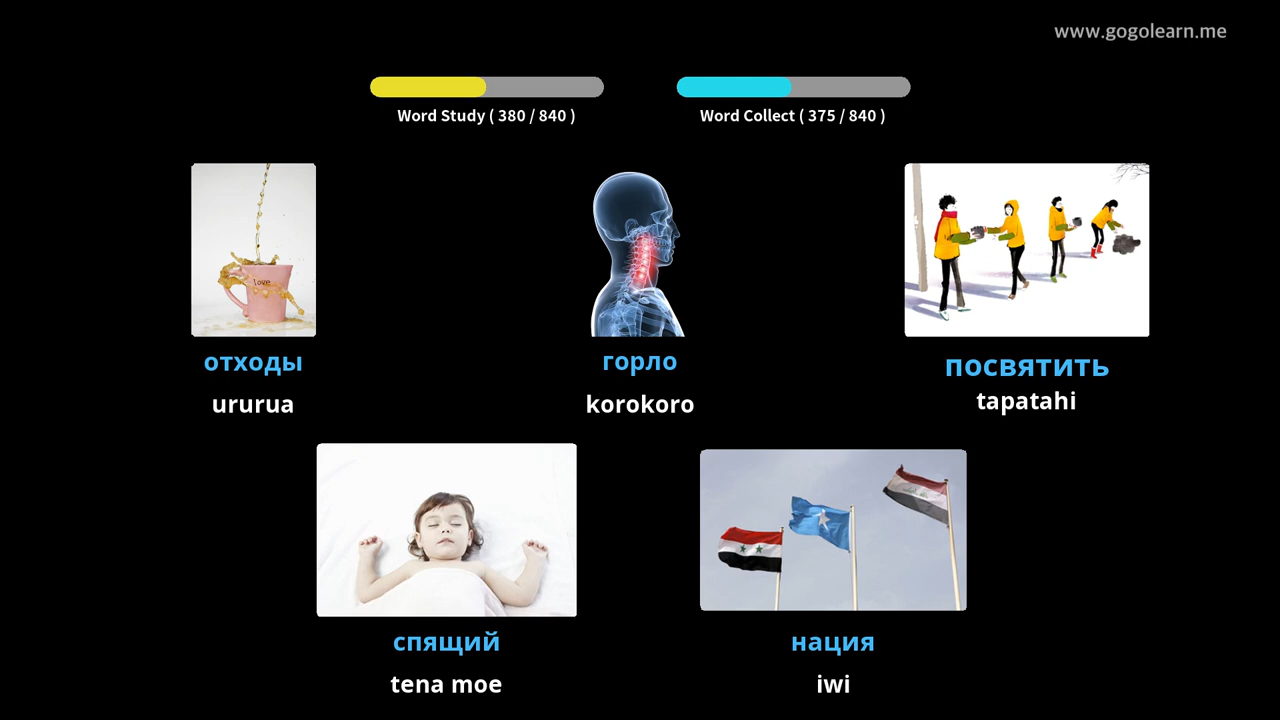 www.gogolearn.me
Word Study ( 380 / 840 )
Word Collect ( 375 / 840 )
love
отходы
горло
посвятить
ururua
korokoro
tapatahi
спящий
нация
tena moe
iwi